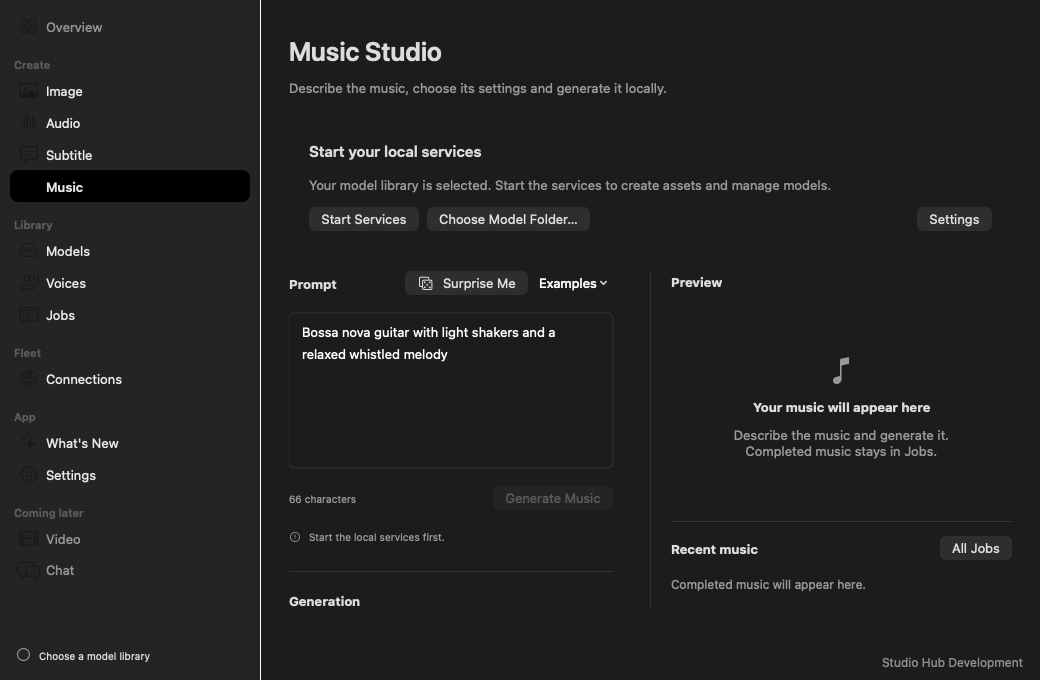 Overview
Create
Image
Audio
Subtitle
Music
Library
Models
Voices
Jobs
Fleet
Connections
App
What's New
Settings
Coming later
Video
Chat
Choose a model library
Music Studio
Describe the music, choose its settings and generate it locally.
Start your local services
Your model library is selected. Start the services to create assets and manage models.
Start Services
Choose Model Folder...
Settings
Prompt
Surprise Me
Examples
Bossa nova guitar with light shakers and a
relaxed whistled melody
66 characters
Generate Music
Start the local services first.
Generation
Preview
Your music will appear here
Describe the music and generate it.
Completed music stays in Jobs.
Recent music
All Jobs
Completed music will appear here.
Studio Hub Development